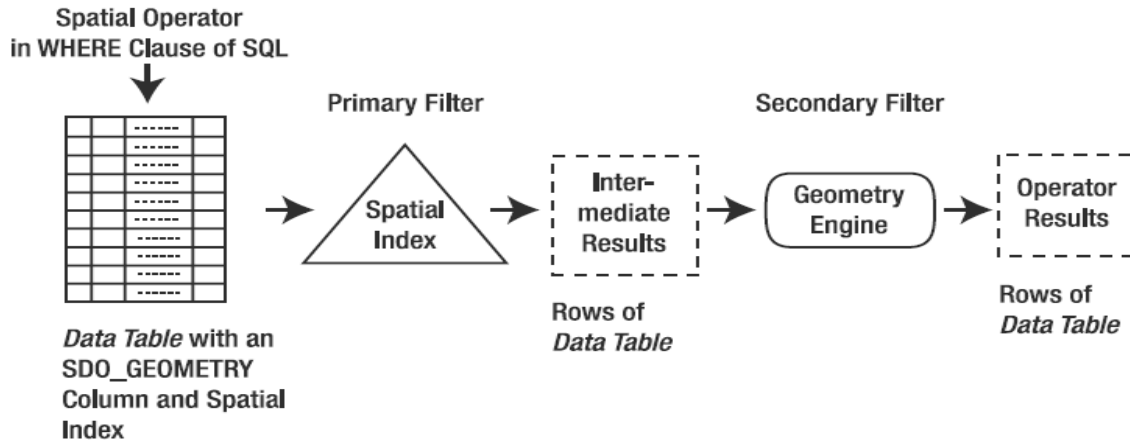 Spatial Operator
in WHERE Clause of SQL
Primary Filter
Secondary Filter
Spatial
Index
Inter-
mediate
Results
Geometry
Engine
Operator
Results
Data Table with an
SDO_GEOMETRY
Column and Spatial
Index
Rows of
Data Table
Rows of
Data Table